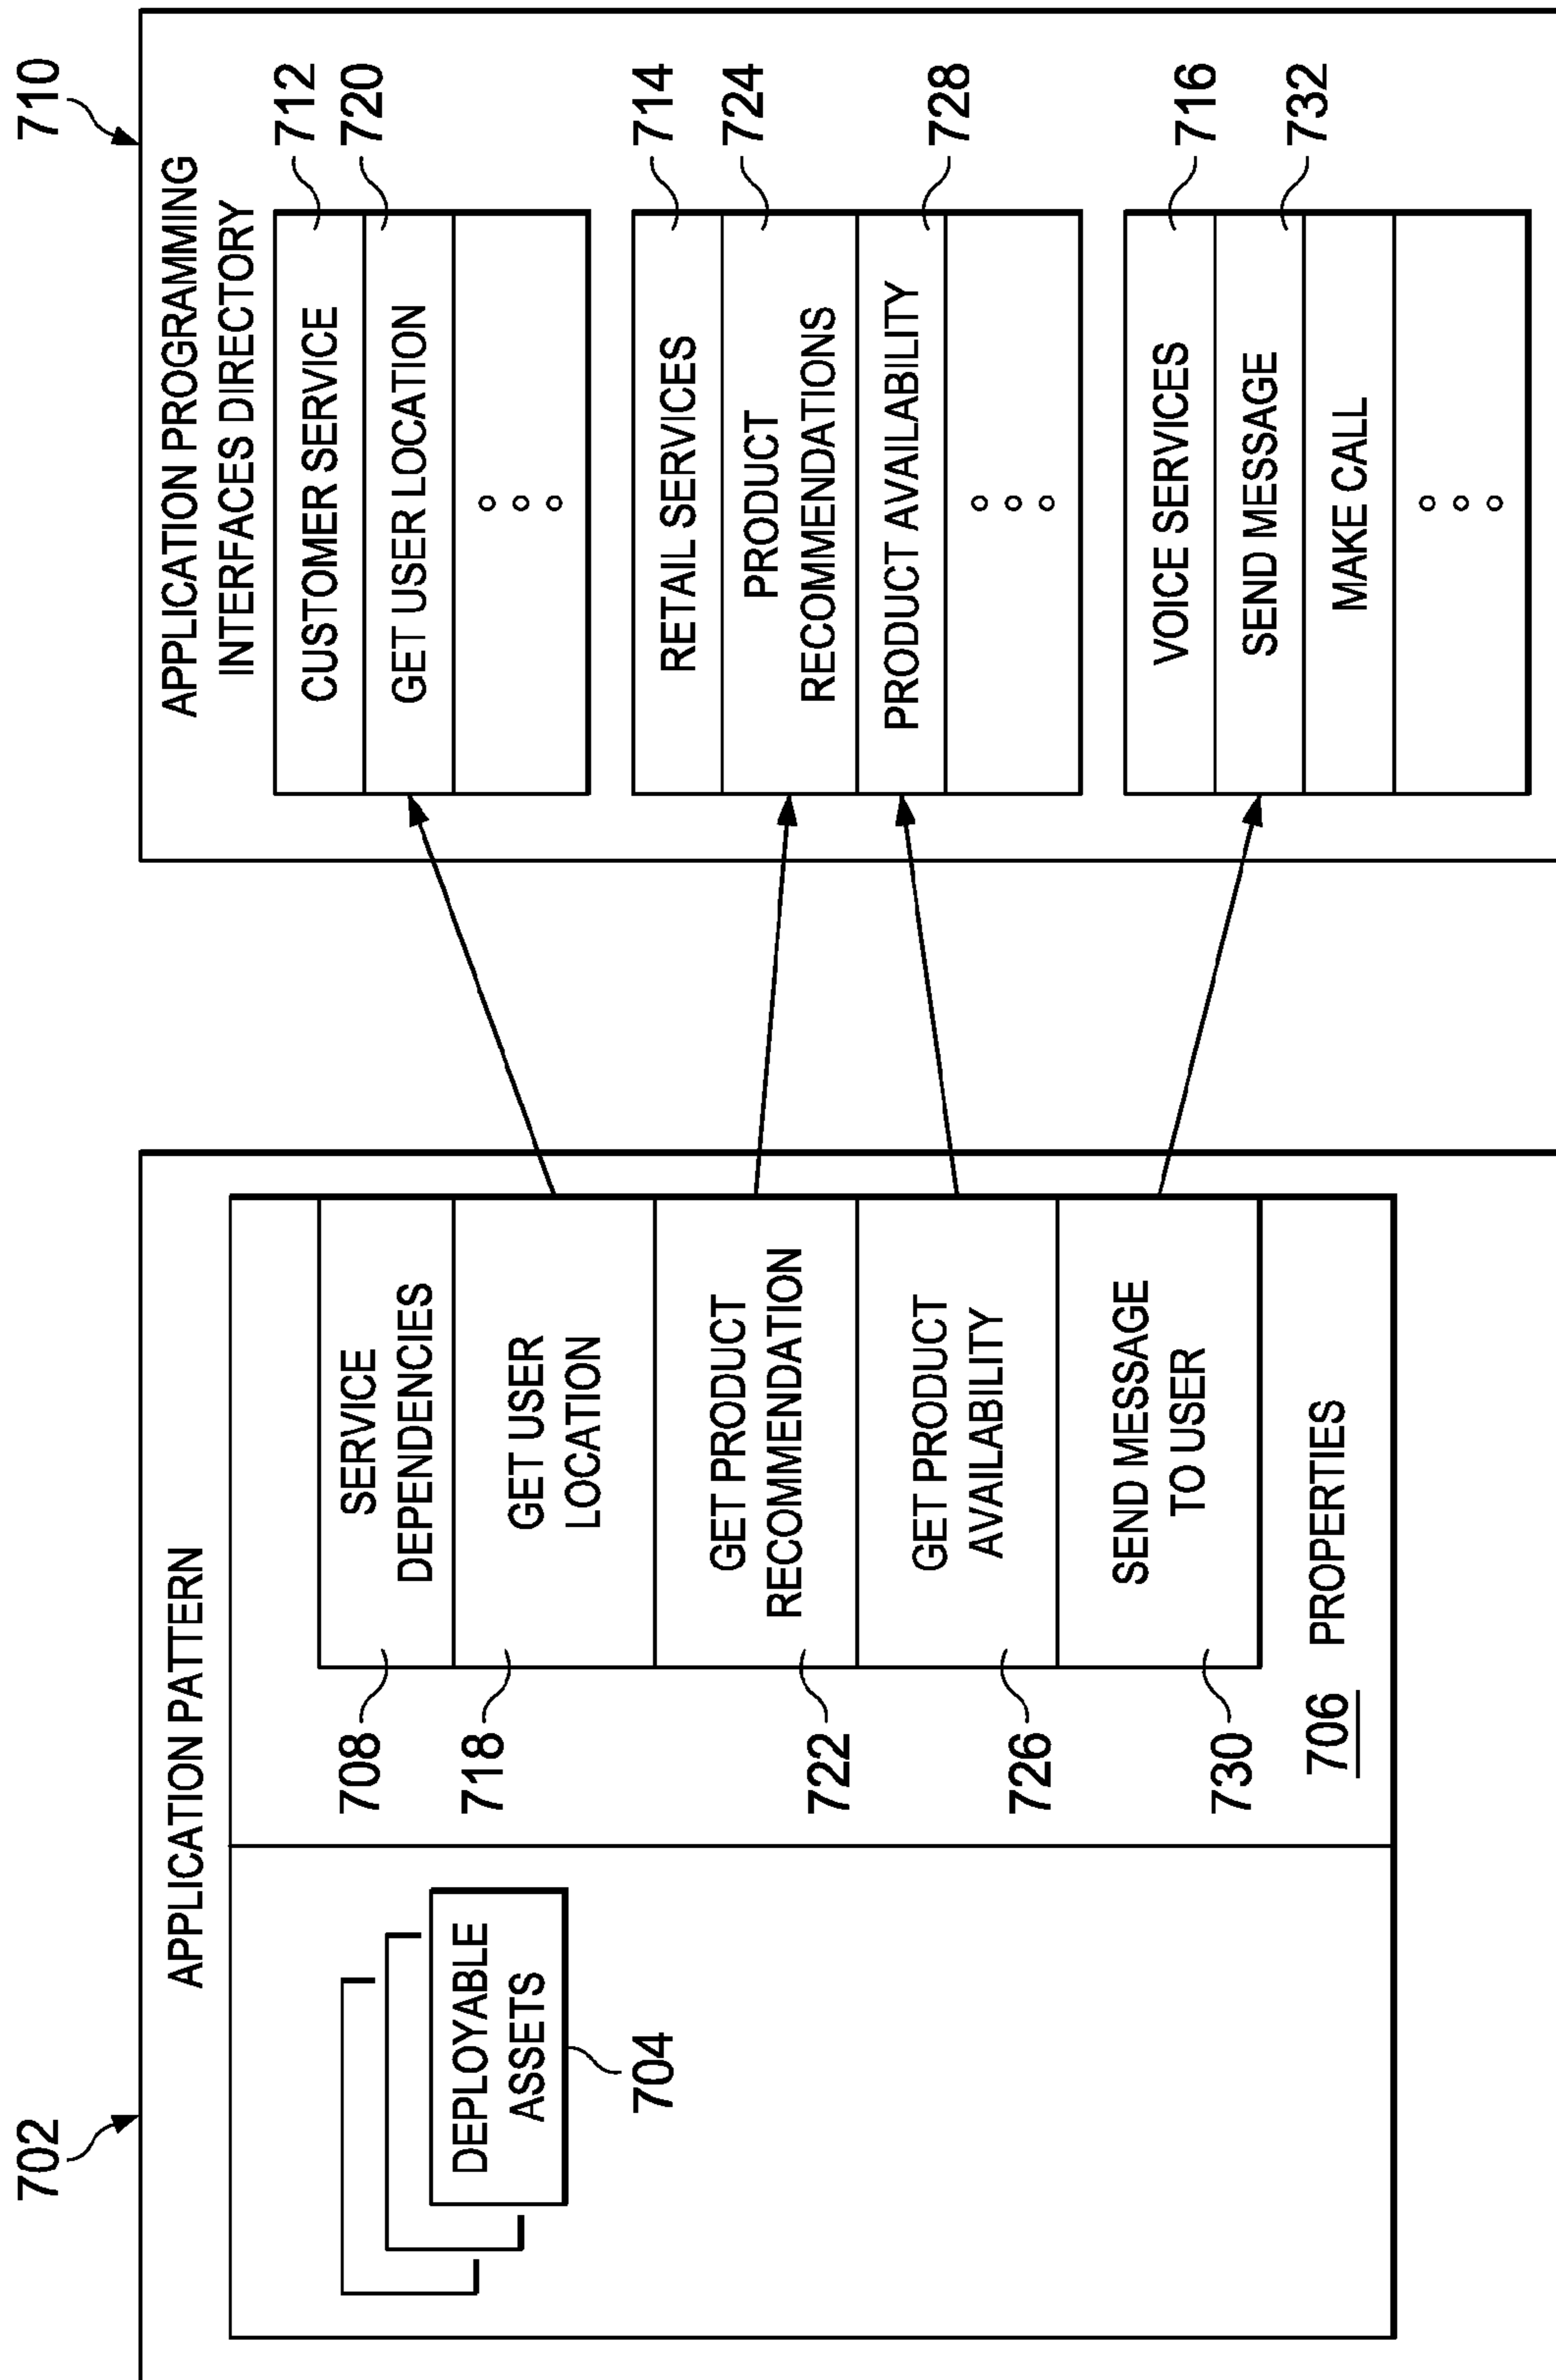 702
APPLICATION PATTERN
DEPLOYABLE
ASSETS
704
708
SERVICE
DEPENDENCIES
718
GET USER
LOCATION
722
GET PRODUCT
RECOMMENDATION
726
GET PRODUCT
AVAILABILITY
730
SEND MESSAGE
TO USER
706
PROPERTIES
710
APPLICATION PROGRAMMING
INTERFACES DIRECTORY
CUSTOMER SERVICE
712
GET USER LOCATION
720
RETAIL SERVICES
714
PRODUCT
RECOMMENDATIONS
724
PRODUCT AVAILABILITY
728
VOICE SERVICES
716
SEND MESSAGE
732
MAKE CALL